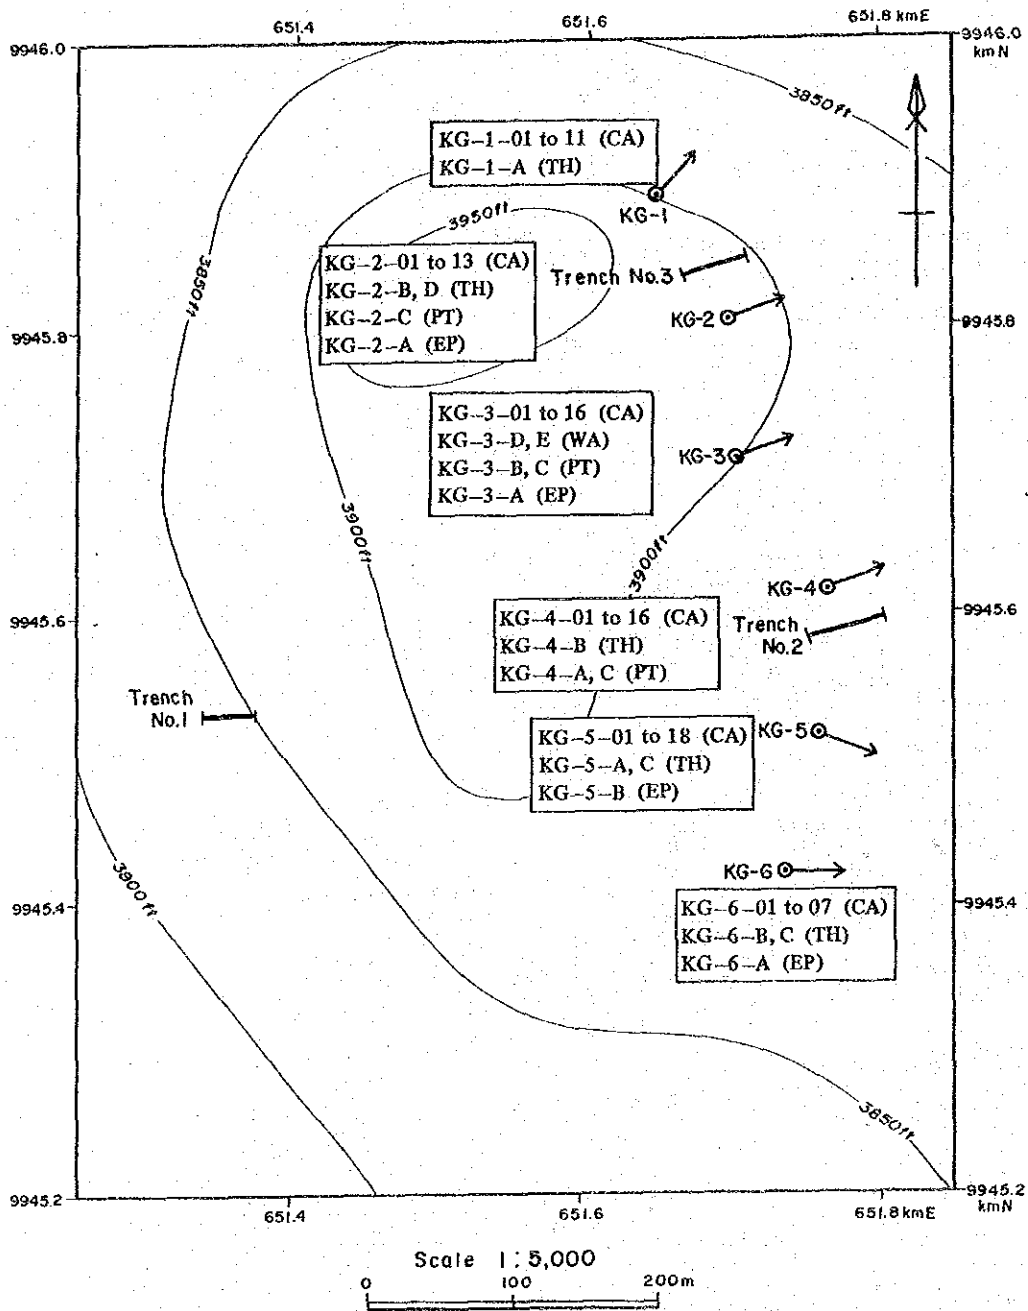 651.4
651.6
651.8 kmE
9946.0
9946.0
kmN
3850ft
KG-1-01 to 11 (CA)
KG-1-A (TH)
KG-1
3950ft
3850ft
KG-2-01 to 13 (CA)
KG-2-B, D (TH)
KG-2-C (PT)
KG-2-A (EP)
Trench No.3
KG-2
9945.8
9945.8
KG-3-01 to 16 (CA)
KG-3-D, E (WA)
KG-3-B, C (PT)
KG-3-A (EP)
KG-3
3900ft
3900ft
KG-4
9945.6
9945.6
KG-4-01 to 16 (CA)
KG-4-B (TH)
KG-4-A, C (PT)
Trench
No.2
Trench
No.1
KG-5-01 to 18 (CA)
KG-5-A, C (TH)
KG-5-B (EP)
KG-5
KG-6
3800ft
9945.4
9945.4
KG-6-01 to 07 (CA)
KG-6-B, C (TH)
KG-6-A (EP)
3850ft
9945.2
9945.2
kmN
651.4
651.6
651.8 kmE
Scale 1:5,000
0 100 200m